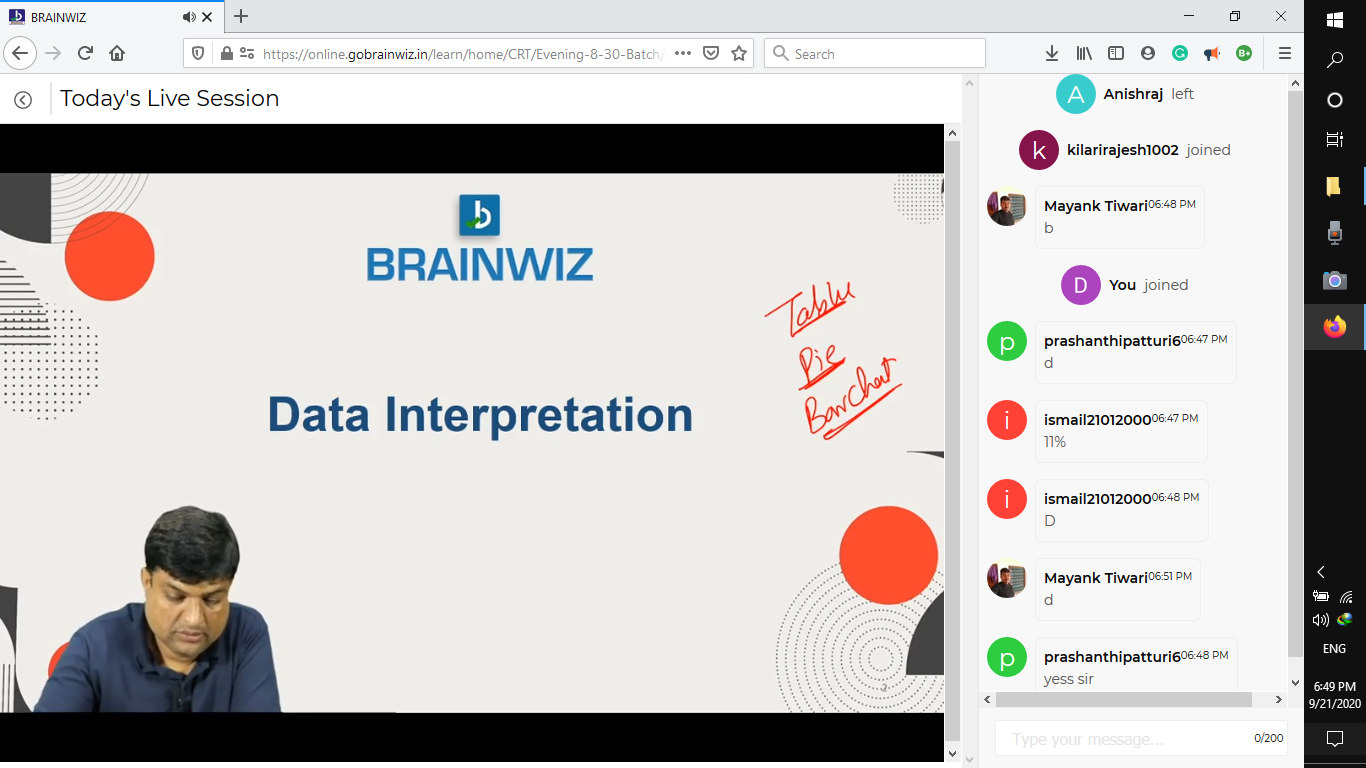 BRAINWIZ
https://online.gobrainwiz.in/learn/home/CRT/Evening-8-30-Batch/
Search
Today's Live Session
b
BRAINWIZ
Table
Pie
Barchart
Data Interpretation
2
A Anishraj left
k kilarirajesh1002 joined
Mayank Tiwari 06:48 PM
b
D You joined
p prashanthipatturi6 06:47 PM
d
i ismail21012000 06:47 PM
11%
i ismail21012000 06:48 PM
D
Mayank Tiwari 06:51 PM
d
p prashanthipatturi6 06:48 PM
yess sir
Type your message... 0/200
B+
ENG
6:49 PM
9/21/2020